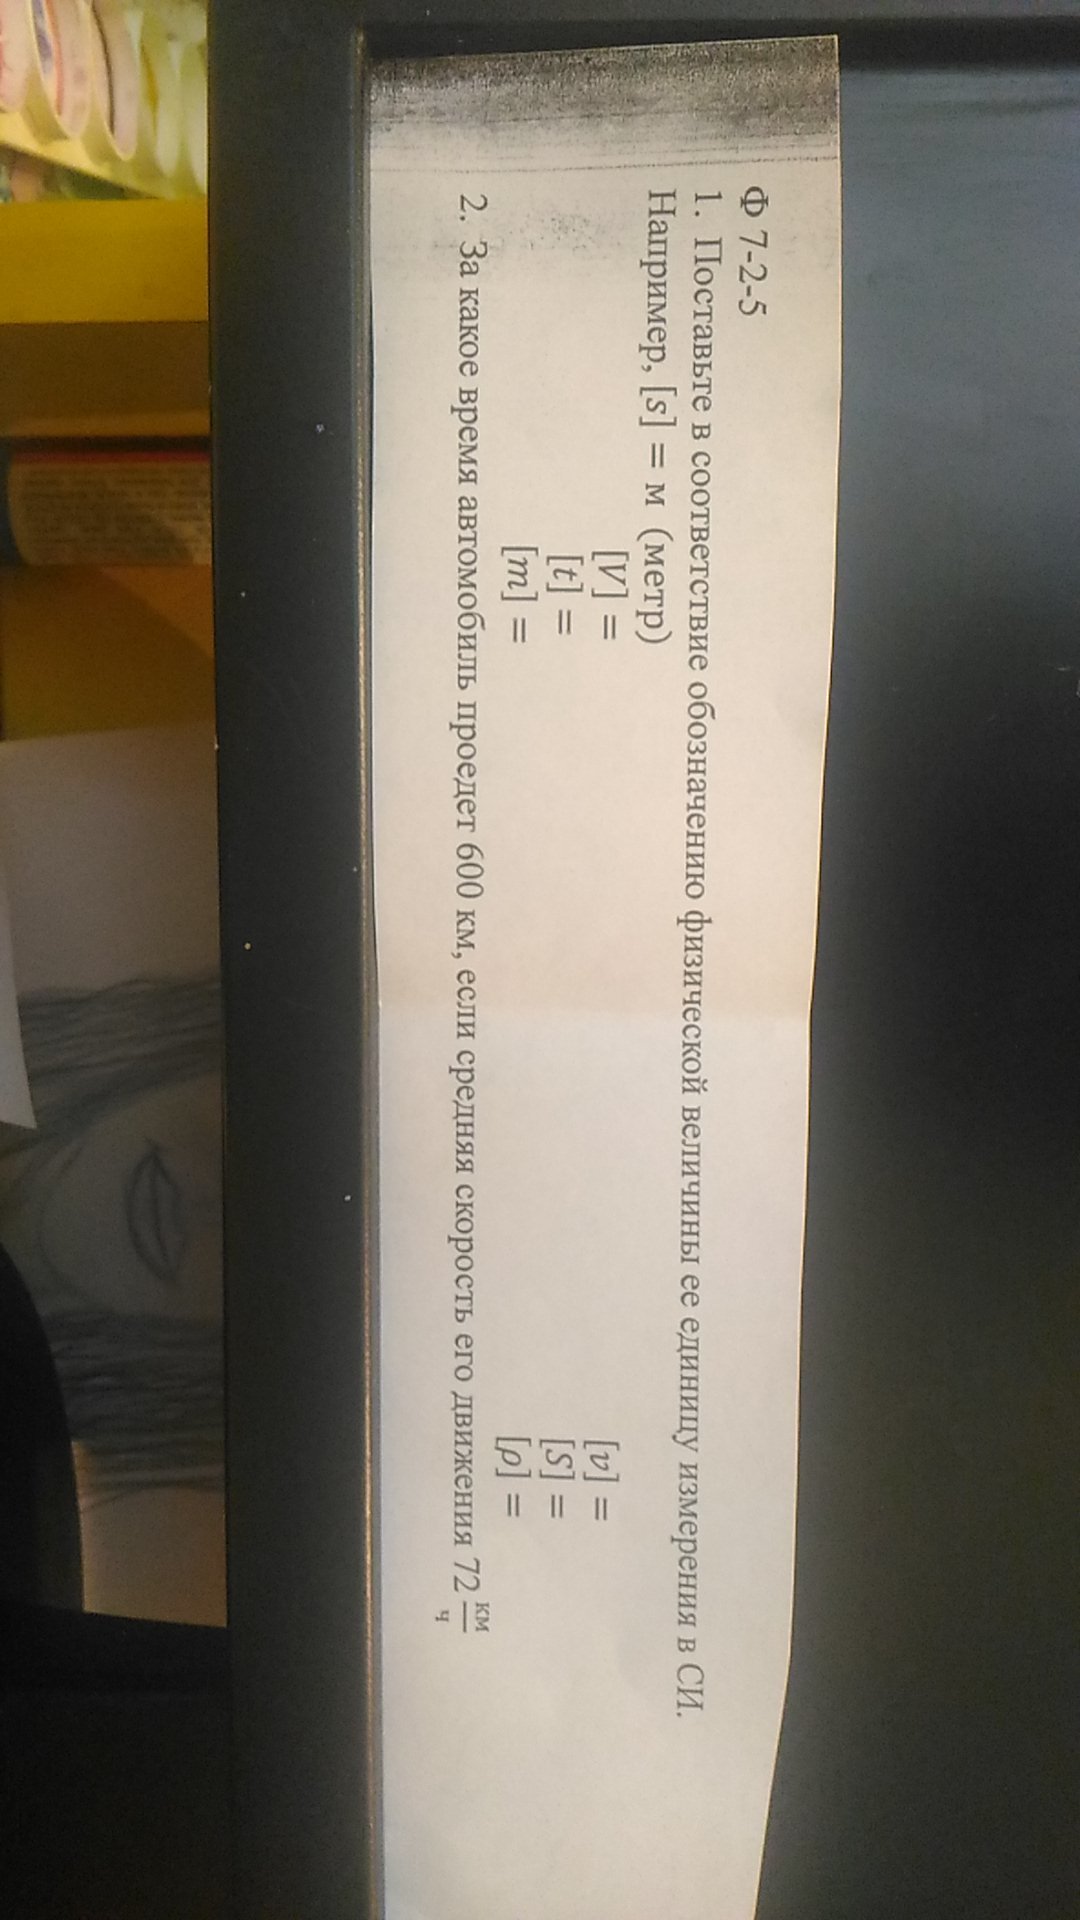 Ф 7-2-5
1. Поставьте в соответствие обозначению физической величины ее единицу измерения в СИ.
Например, [s] = м (метр)
[V] = [v] =
[t] = [S] =
[m] = [ρ] =
2. За какое время автомобиль проедет 600 км, если средняя скорость его движения 72 км/ч